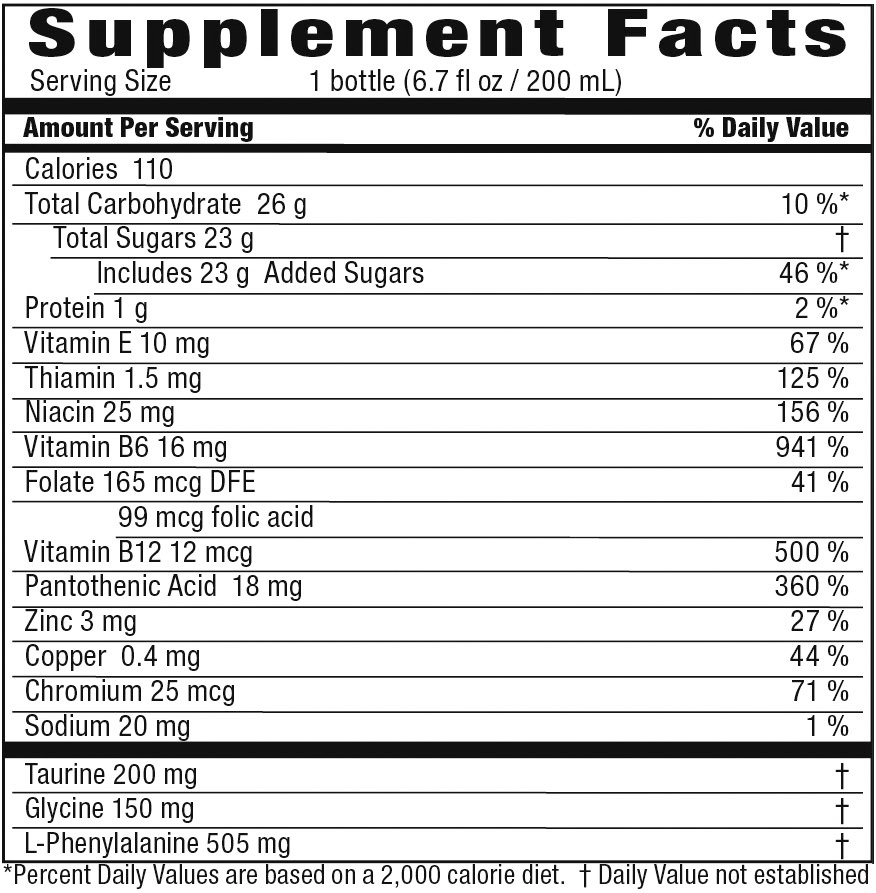 Supplement Facts
Serving Size 1 bottle (6.7 fl oz / 200 mL)
Amount Per Serving % Daily Value
Calories 110
Total Carbohydrate 26 g 10 %*
Total Sugars 23 g †
Includes 23 g Added Sugars 46 %*
Protein 1 g 2 %*
Vitamin E 10 mg 67 %
Thiamin 1.5 mg 125 %
Niacin 25 mg 156 %
Vitamin B6 16 mg 941 %
Folate 165 mcg DFE 41 %
99 mcg folic acid
Vitamin B12 12 mcg 500 %
Pantothenic Acid 18 mg 360 %
Zinc 3 mg 27 %
Copper 0.4 mg 44 %
Chromium 25 mcg 71 %
Sodium 20 mg 1 %
Taurine 200 mg †
Glycine 150 mg †
L-Phenylalanine 505 mg †
*Percent Daily Values are based on a 2,000 calorie diet. † Daily Value not established